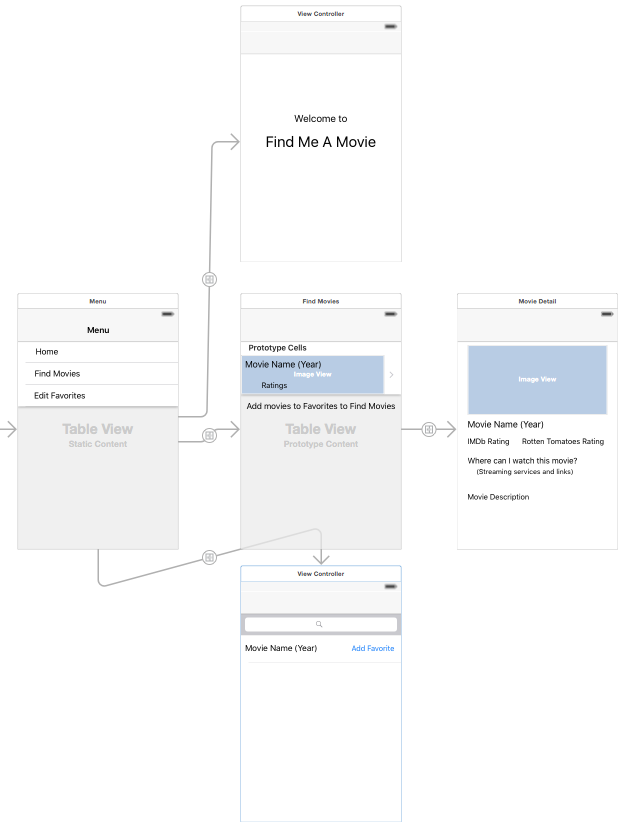 View Controller
Welcome to
Find Me A Movie
Menu
Menu
Home
Find Movies
Edit Favorites
Table View
Static Content
Find Movies
Prototype Cells
Movie Name (Year)
Image View
Ratings
Add movies to Favorites to Find Movies
Table View
Prototype Content
Movie Detail
Image View
Movie Name (Year)
IMDb Rating Rotten Tomatoes Rating
Where can I watch this movie?
(Streaming services and links)
Movie Description
View Controller
Movie Name (Year) Add Favorite